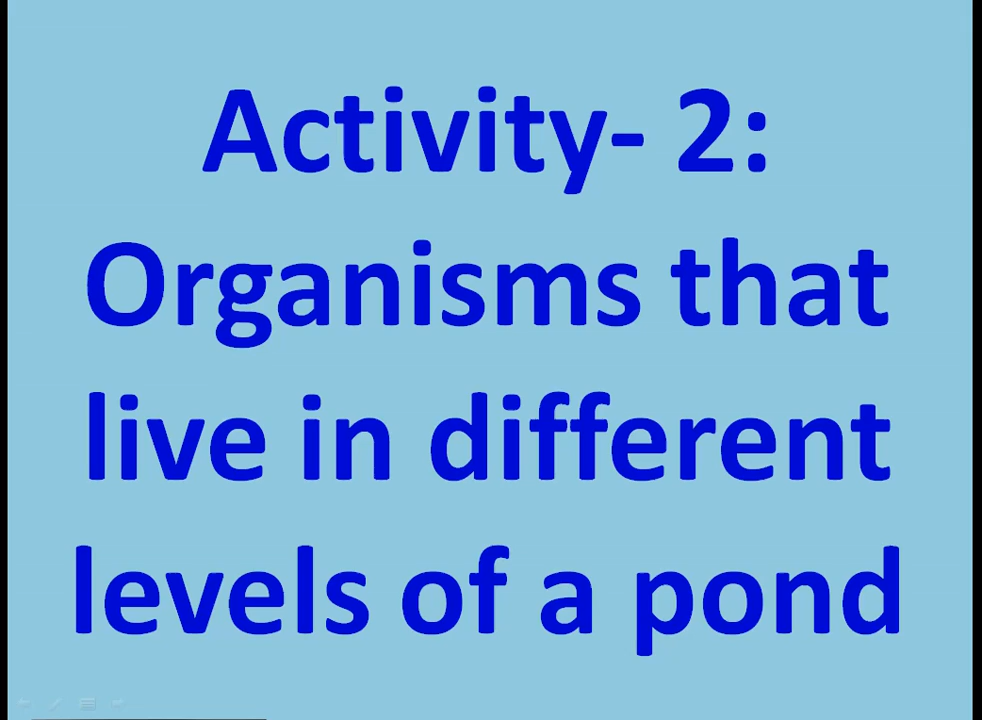 Activity- 2:
Organisms that
live in different
levels of a pond